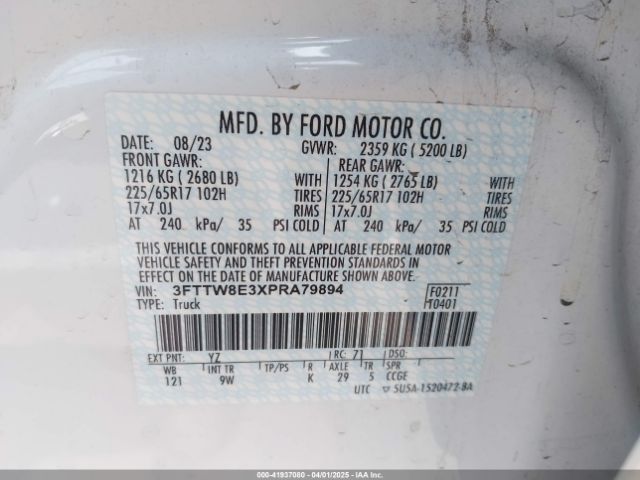 MFD. BY FORD MOTOR CO.
DATE: 08/23 GVWR: 2359 KG ( 5200 LB)
FRONT GAWR: REAR GAWR:
1216 KG ( 2680 LB) WITH 1254 KG ( 2765 LB) WITH
225/65R17 102H TIRES 225/65R17 102H TIRES
17x7.0J RIMS 17x7.0J RIMS
AT 240 kPa/ 35 PSI COLD AT 240 kPa/ 35 PSI COLD
THIS VEHICLE CONFORMS TO ALL APPLICABLE FEDERAL MOTOR
VEHICLE SAFETY AND THEFT PREVENTION STANDARDS IN
EFFECT ON THE DATE OF MANUFACTURE SHOWN ABOVE.
VIN: 3FTTW8E3XPRA79894 F0211
TYPE: Truck T0401
EXT PNT: YZ RC: 71 DSO:
WB INT TR TP/PS R AXLE TR SPR
121 9W K 29 5 CCGE
UTC ▽ 5U5A-1520472-BA
000-41937080 - 04/01/2025 - IAAI.COM